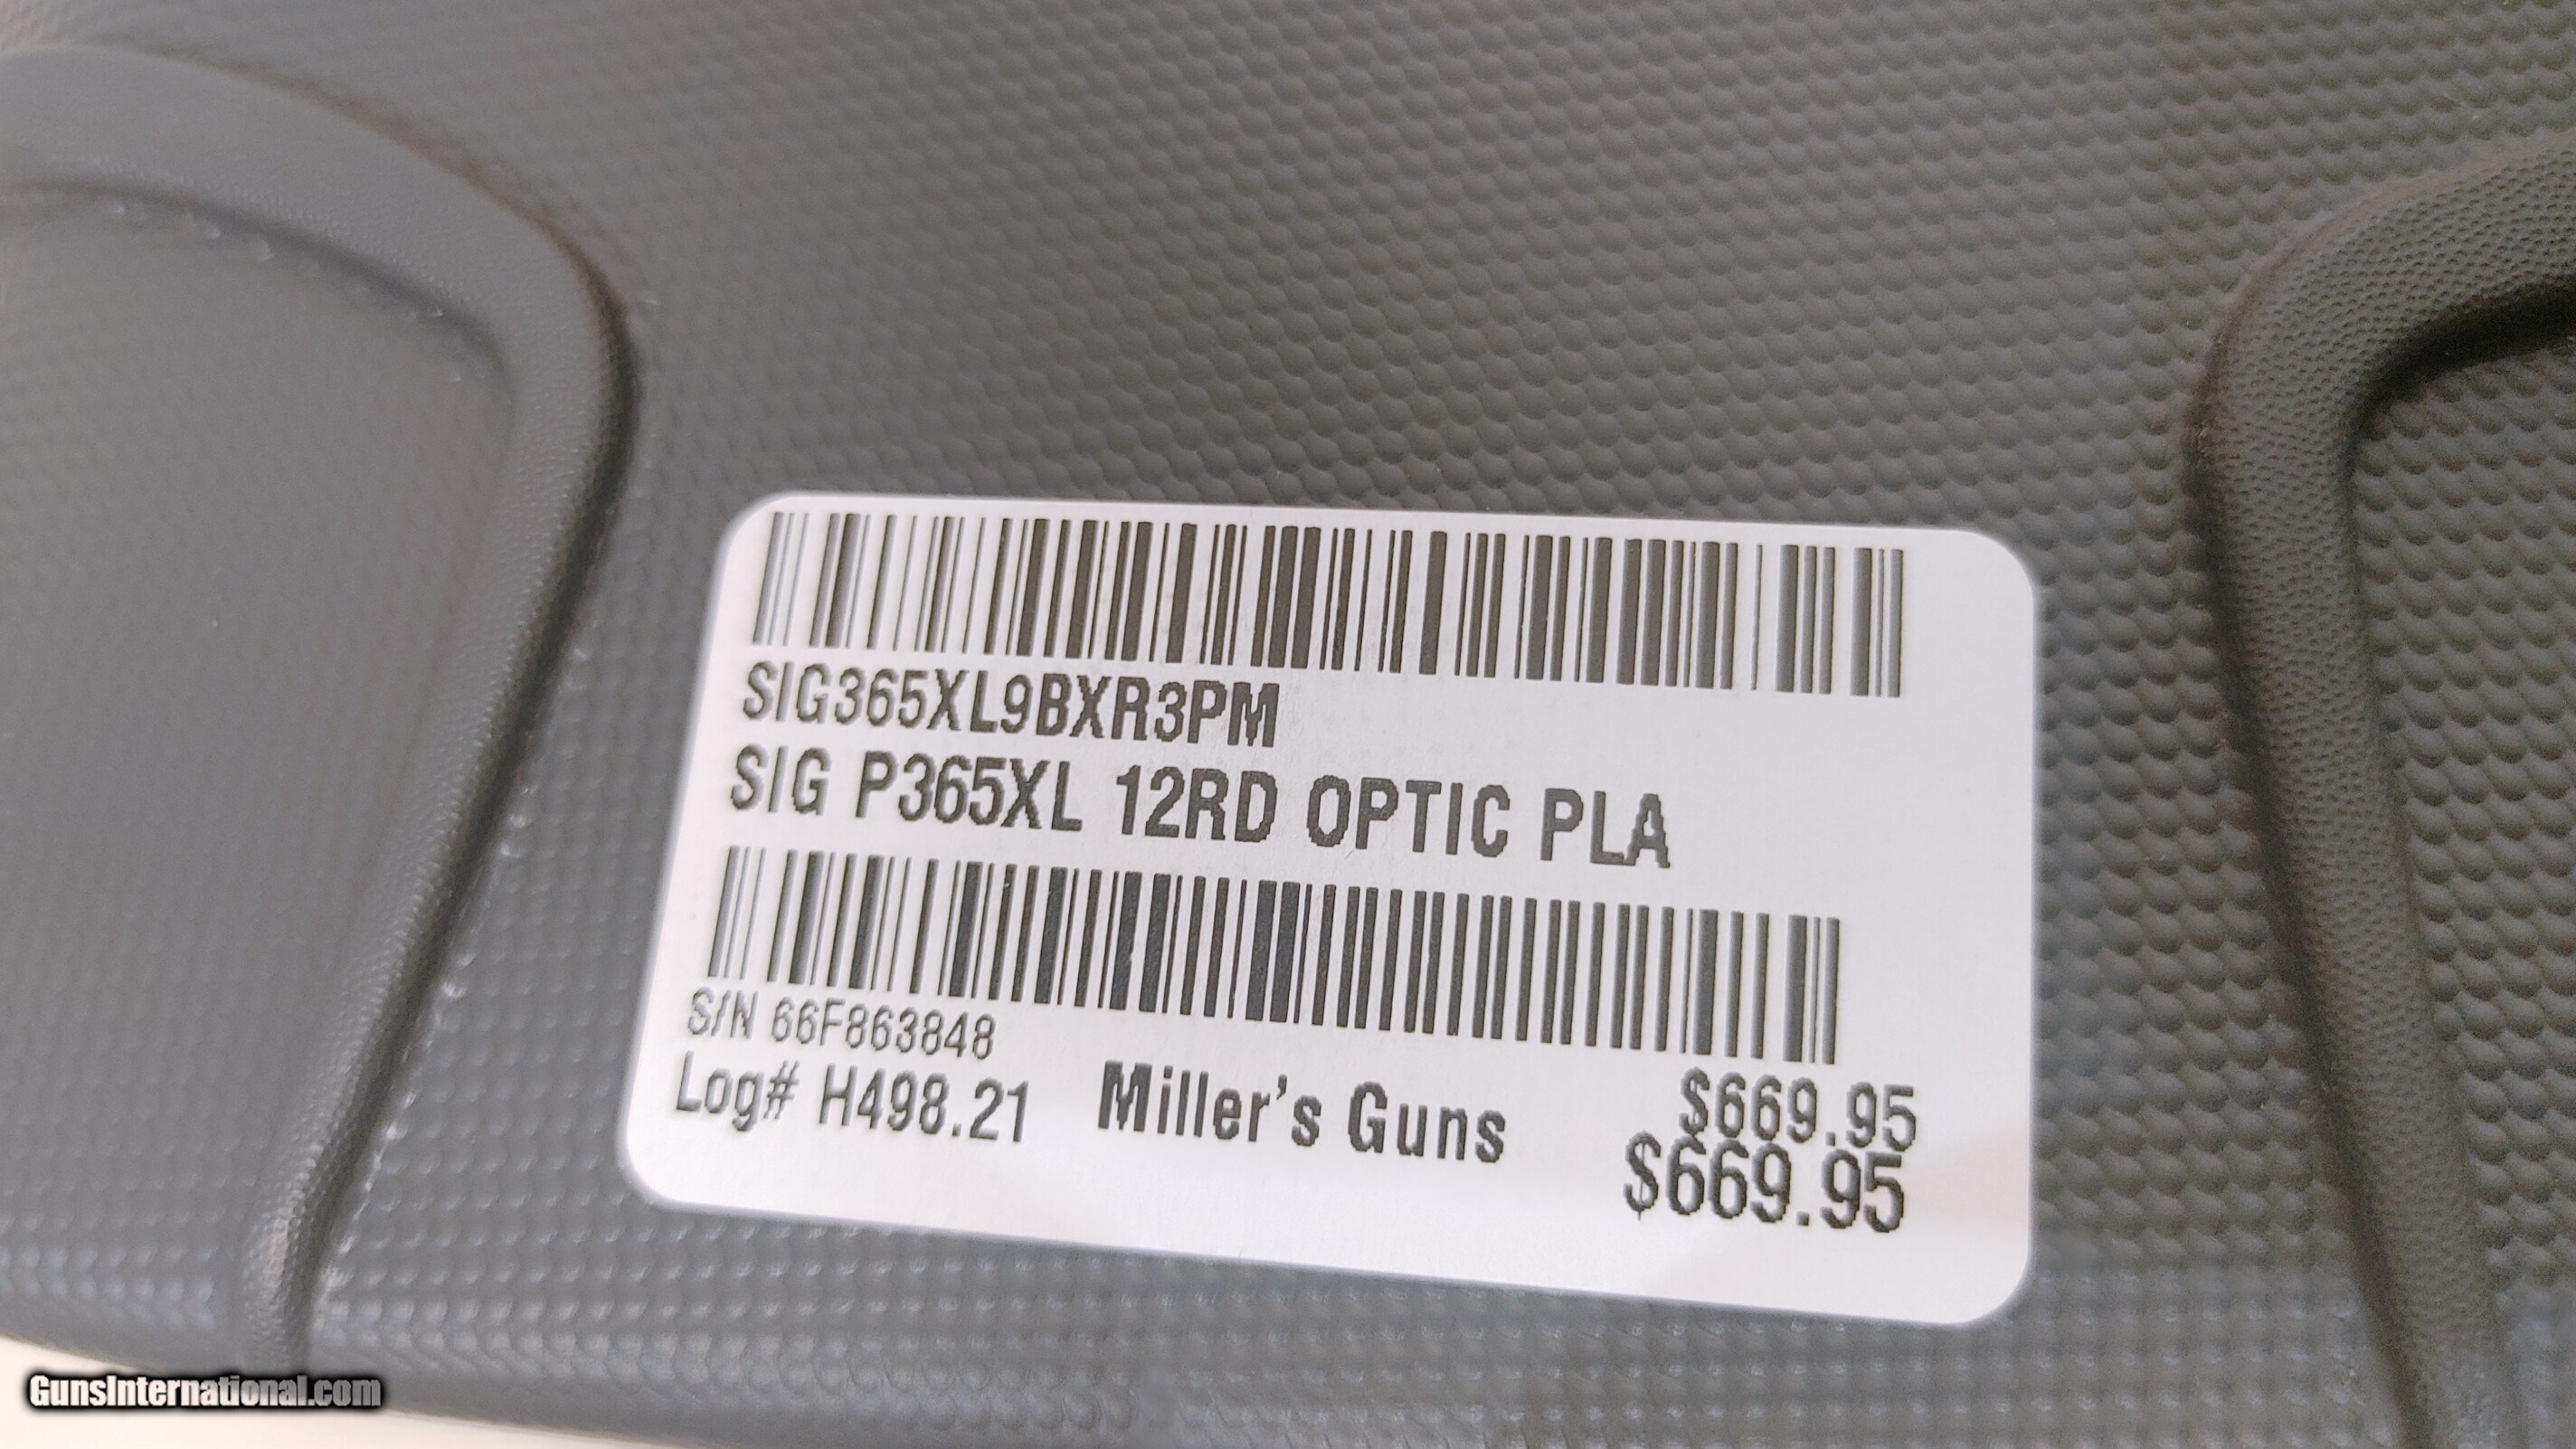 SIG365XL9BXR3PM
SIG P365XL 12RD OPTIC PLA
S/N 66F863848
Log# H498.21 Miller's Guns $669.95
$669.95
GunsInternational.com